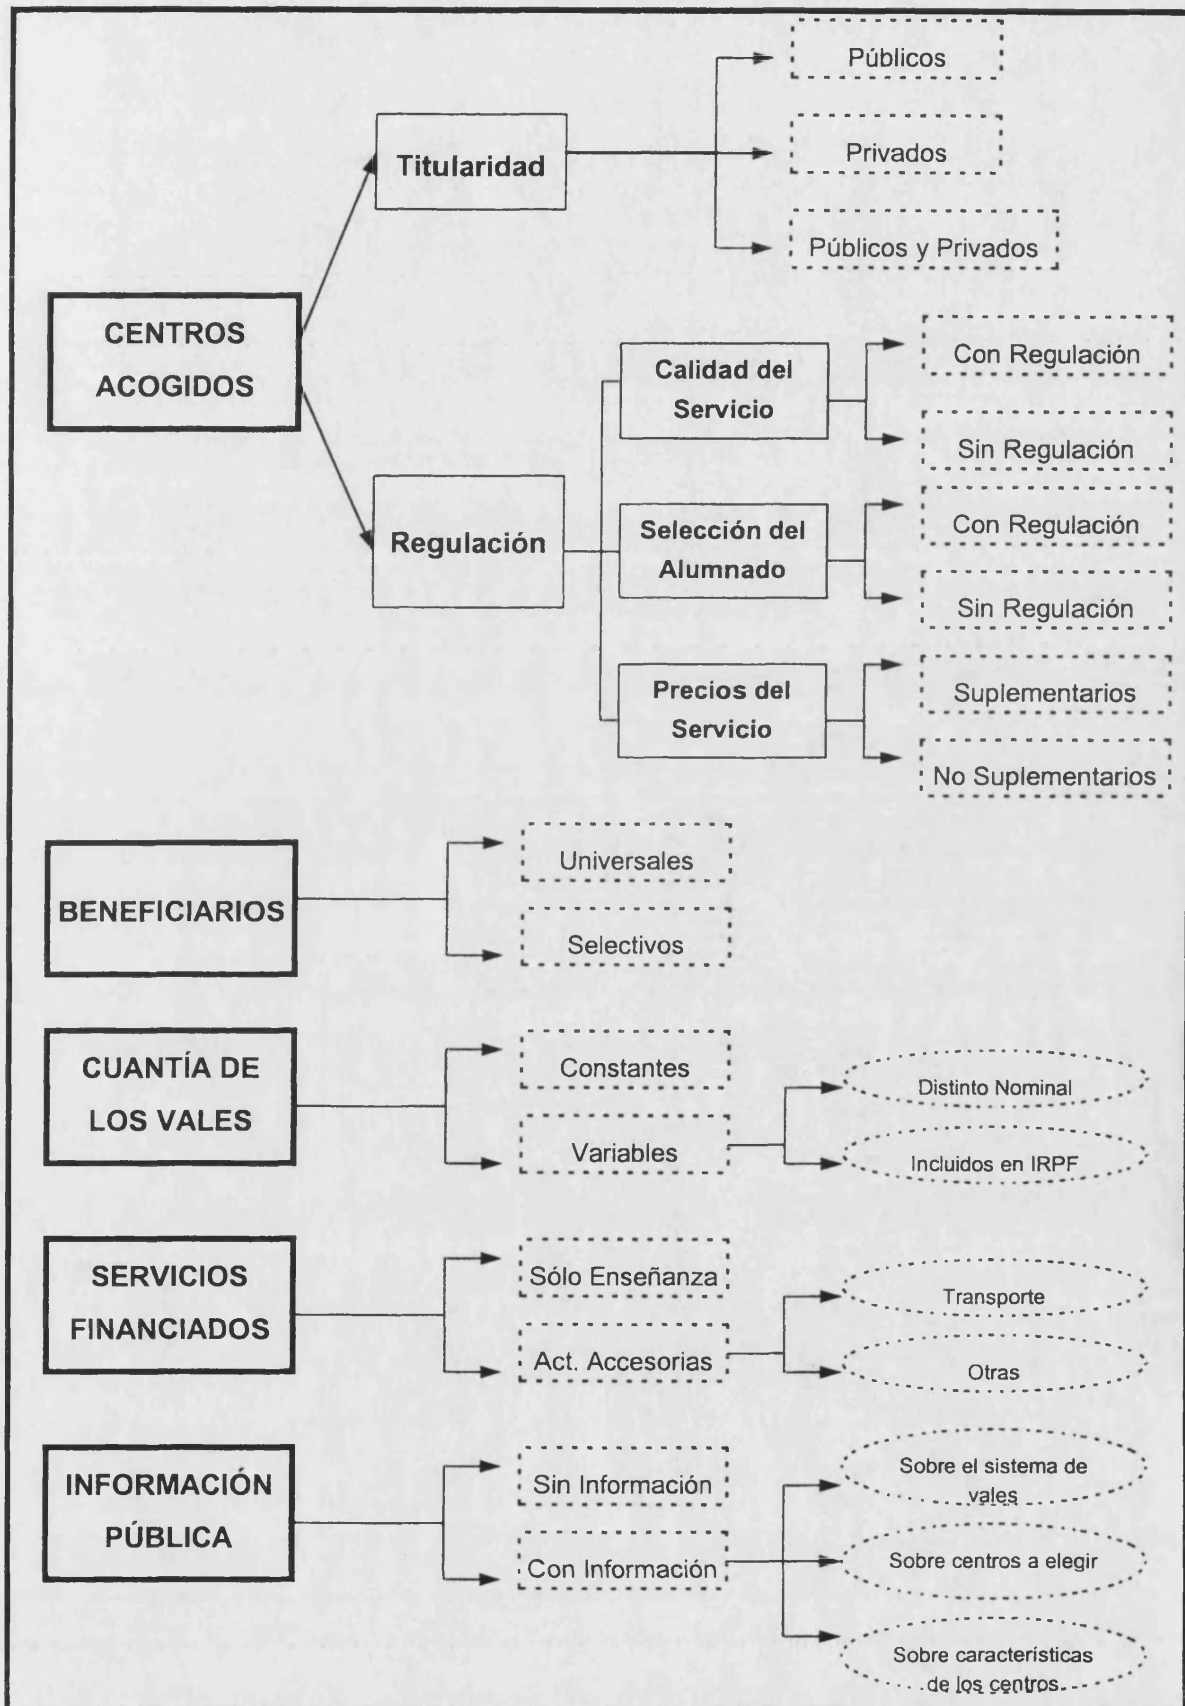 Públicos
Titularidad
Privados
Públicos y Privados
CENTROS
ACOGIDOS
Calidad del
Servicio
Con Regulación
Sin Regulación
Regulación
Selección del
Alumnado
Con Regulación
Sin Regulación
Precios del
Servicio
Suplementarios
No Suplementarios
BENEFICIARIOS
Universales
Selectivos
CUANTÍA DE
LOS VALES
Constantes
Variables
Distinto Nominal
Incluidos en IRPF
SERVICIOS
FINANCIADOS
Sólo Enseñanza
Act. Accesorias
Transporte
Otras
INFORMACIÓN
PÚBLICA
Sin Información
Con Información
Sobre el sistema de
vales
Sobre centros a elegir
Sobre características
de los centros